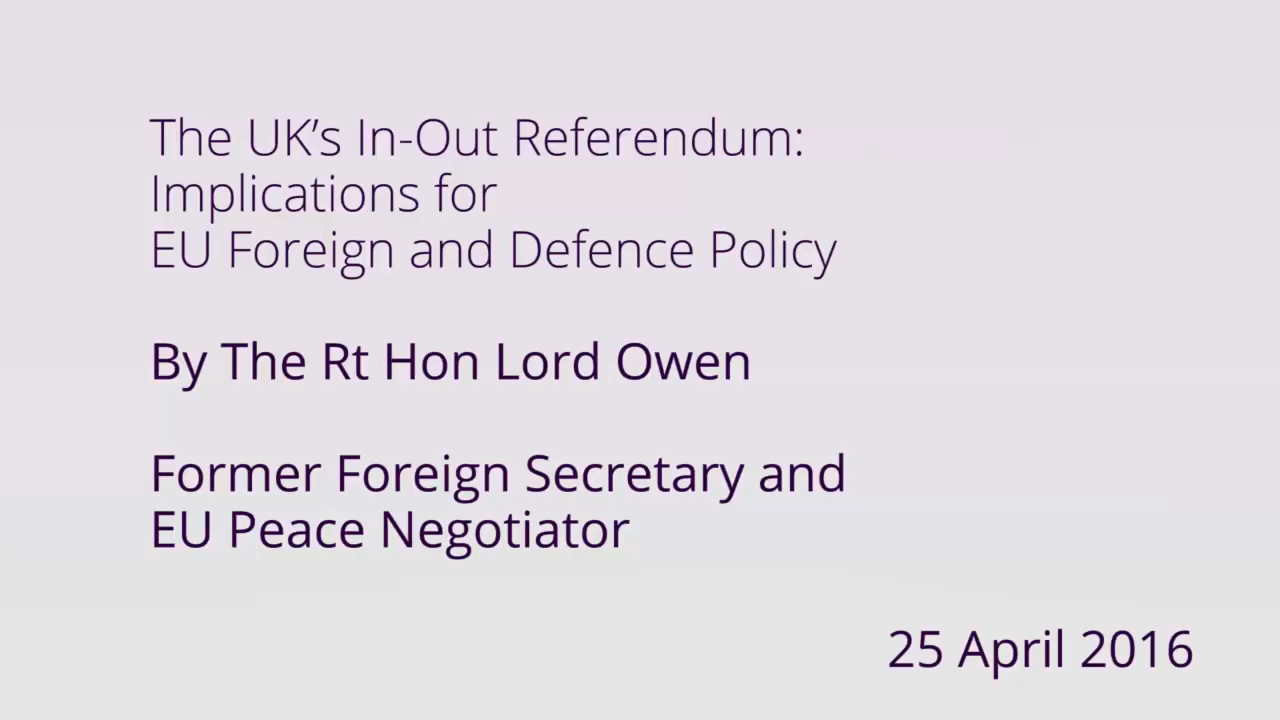 The UK’s In-Out Referendum:
Implications for
EU Foreign and Defence Policy
By The Rt Hon Lord Owen
Former Foreign Secretary and
EU Peace Negotiator
25 April 2016